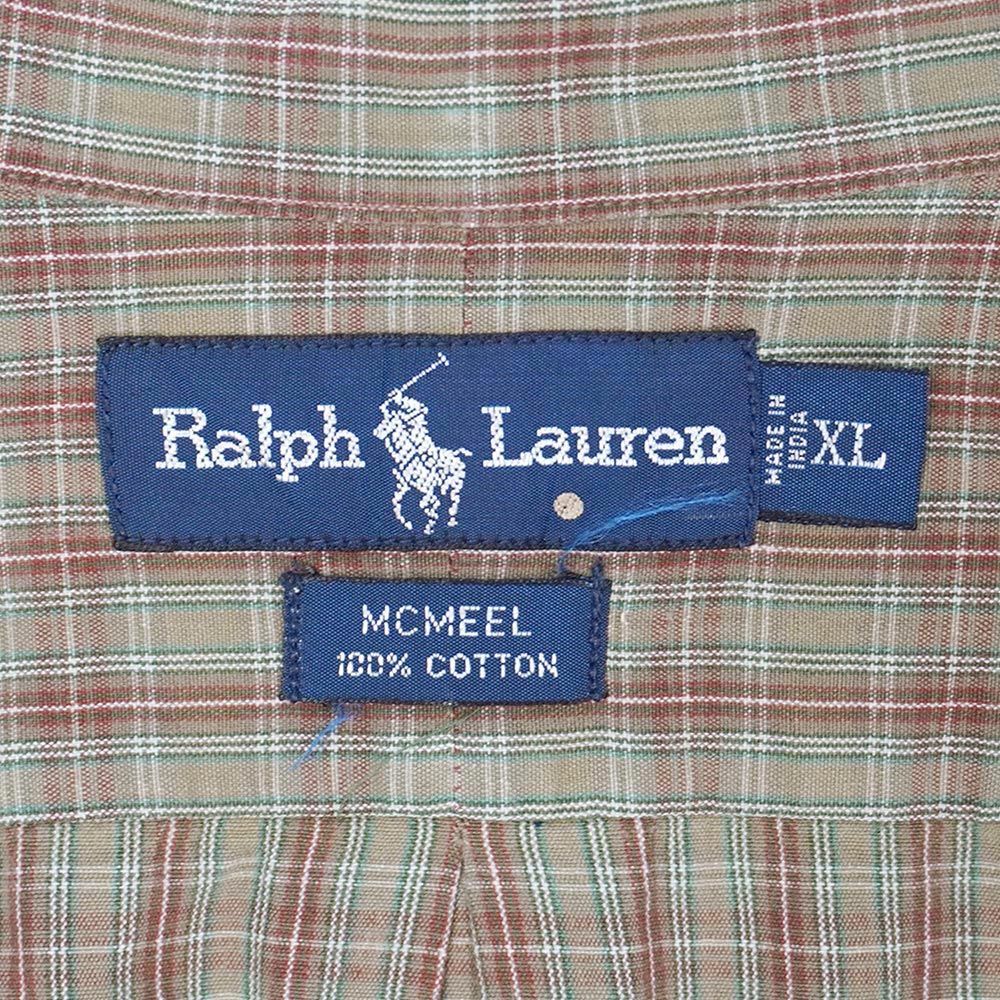 Ralph Lauren
MADE IN
INDIA
XL
MCMEEL
100% COTTON